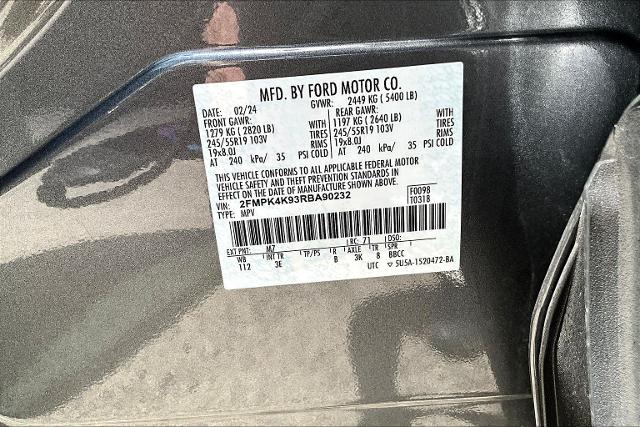 MFD. BY FORD MOTOR CO.
DATE: 02/24 GVWR: 2449 KG ( 5400 LB)
FRONT GAWR: REAR GAWR:
1279 KG ( 2820 LB) WITH 1197 KG ( 2640 LB) WITH
245/55R19 103V TIRES 245/55R19 103V TIRES
19x8.0J RIMS 19x8.0J RIMS
AT 240 kPa/ 35 PSI COLD AT 240 kPa/ 35 PSI COLD
THIS VEHICLE CONFORMS TO ALL APPLICABLE FEDERAL MOTOR
VEHICLE SAFETY AND THEFT PREVENTION STANDARDS IN
EFFECT ON THE DATE OF MANUFACTURE SHOWN ABOVE.
VIN: 2FMPK4K93RBA90232 F0098
TYPE: MPV T0318
EXT PNT: M7 RC: 71 DSO:
WB INT TR TP/PS R AXLE TR SPR
112 3E B 3K 8 BBCC
UTC ▽ 5U5A-1520472-BA